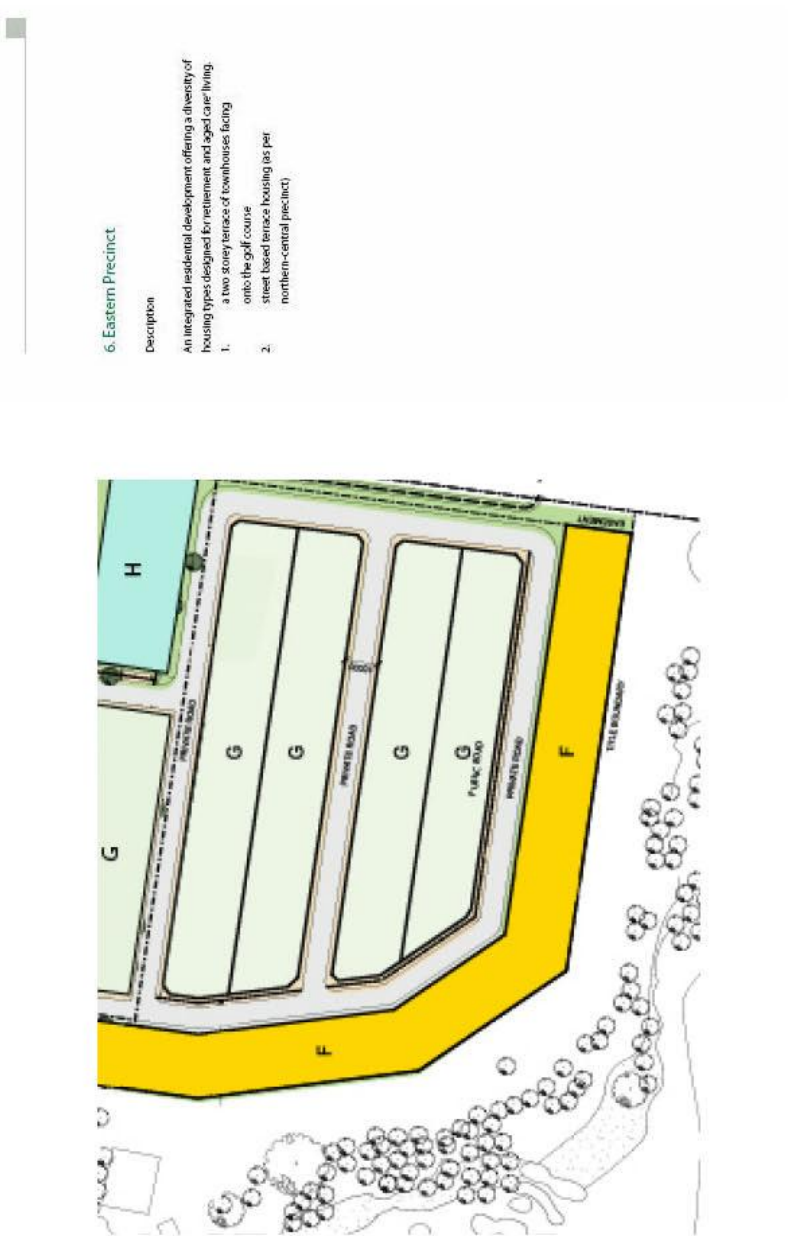 6. Eastern Precinct
Description
An integrated residential development offering a diversity of
housing types designed for retirement and aged care' living.
1. a two storey terrace of townhouses facing
onto the golf course
2. street based terrace housing (as per
northern-central precinct)
H
G
PRIVATE ROAD
G
G
PRIVATE ROAD
G
G
PUBLIC ROAD
PRIVATE ROAD
F
F
TITLE BOUNDARY
EASEMENT